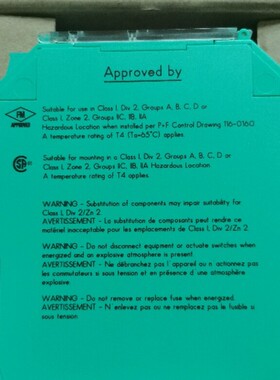 Approved by
FM
APPROVED
Suitable for use in Class I, Div 2, Groups A, B, C, D or
Class I, Zone 2, Groups IIC, IIB, IIA
Hazardous Location when installed per P+F Control Drawing 116-0160
A temperature rating of T4 (Ta=65°C) applies
Suitable for mounting in a Class I, Div 2, Groups A, B, C, D or
Class I, Zone 2, Groups IIC, IIB, IIA Hazardous Location.
A temperature rating of T4 applies
WARNING - Substitution of components may impair suitability for
Class I, Div 2/Zn 2.
AVERTISSEMENT - La substitution de composants peut rendre ce
matériel inacceptable pour les emplacements de Class I, Div 2/Zn 2
WARNING - Do not disconnect equipment or actuate switches when
energized and an explosive atmosphere is present.
AVERTISSEMENT - Ne débranchez pas l'appareil ou n'actionnez pas
les commutateurs si sous tension et en présence d'une atmosphère
explosive.
WARNING - Do not remove or replace fuse when energized.
AVERTISSEMENT - N'enlevez pas ou ne remplacez pas le fusible si
sous tension